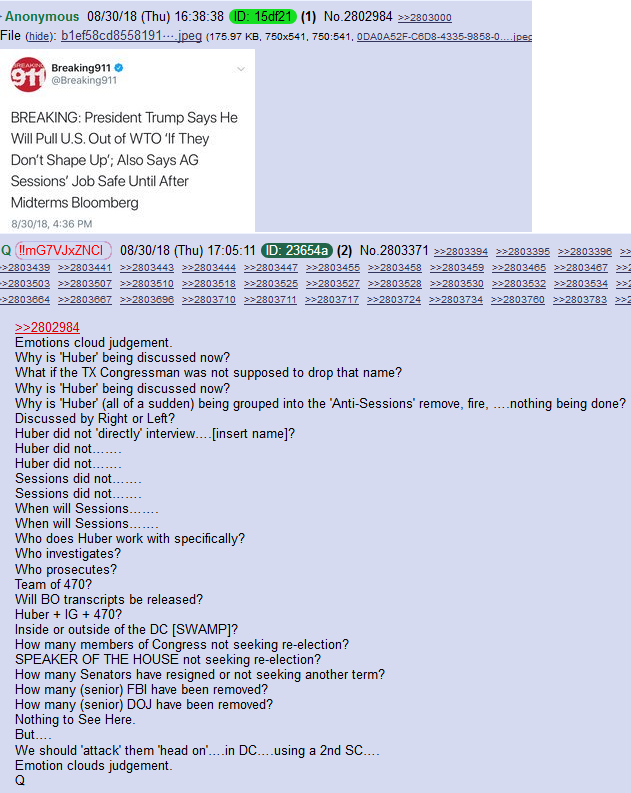 Anonymous 08/30/18 (Thu) 16:38:38 ID: 15df21 (1) No.2802984 >>2803000
File (hide): b1ef58cd8558191⋯.jpeg (175.97 KB, 750x541, 750:541, 0DA0A52F-C6D8-4335-9858-0….jpeg
BREAKING
911
Breaking911
@Breaking911
BREAKING: President Trump Says He
Will Pull U.S. Out of WTO ‘If They
Don’t Shape Up’; Also Says AG
Sessions’ Job Safe Until After
Midterms Bloomberg
8/30/18, 4:36 PM
Q !!mG7VJxZNCI 08/30/18 (Thu) 17:05:11 ID: 23654a (2) No.2803371 >>2803394 >>2803395 >>2803396 >>
>>2803439 >>2803441 >>2803443 >>2803444 >>2803447 >>2803455 >>2803458 >>2803459 >>2803465 >>2803467 >>2
>>2803503 >>2803507 >>2803510 >>2803518 >>2803525 >>2803527 >>2803528 >>2803530 >>2803532 >>2803534 >>2
>>2803664 >>2803667 >>2803696 >>2803710 >>2803711 >>2803717 >>2803724 >>2803734 >>2803760 >>2803783 >>2
>>2802984
Emotions cloud judgement.
Why is 'Huber' being discussed now?
What if the TX Congressman was not supposed to drop that name?
Why is 'Huber' being discussed now?
Why is 'Huber' (all of a sudden) being grouped into the 'Anti-Sessions' remove, fire, ….nothing being done?
Discussed by Right or Left?
Huber did not 'directly' interview….[insert name]?
Huber did not…….
Huber did not…….
Sessions did not…….
Sessions did not…….
When will Sessions…….
When will Sessions…….
Who does Huber work with specifically?
Who investigates?
Who prosecutes?
Team of 470?
Will BO transcripts be released?
Huber + IG + 470?
Inside or outside of the DC [SWAMP]?
How many members of Congress not seeking re-election?
SPEAKER OF THE HOUSE not seeking re-election?
How many Senators have resigned or not seeking another term?
How many (senior) FBI have been removed?
How many (senior) DOJ have been removed?
Nothing to See Here.
But….
We should 'attack' them 'head on'….in DC….using a 2nd SC….
Emotion clouds judgement.
Q